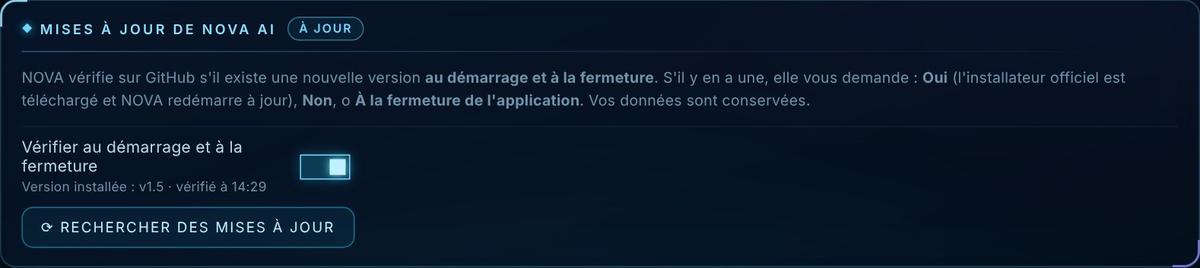 ◆ MISES À JOUR DE NOVA AI À JOUR
NOVA vérifie sur GitHub s'il existe une nouvelle version au démarrage et à la fermeture. S'il y en a une, elle vous demande : Oui (l'installateur officiel est
téléchargé et NOVA redémarre à jour), Non, o À la fermeture de l'application. Vos données sont conservées.
Vérifier au démarrage et à la
fermeture
Version installée : v1.5 · vérifié à 14:29
⟳ RECHERCHER DES MISES À JOUR